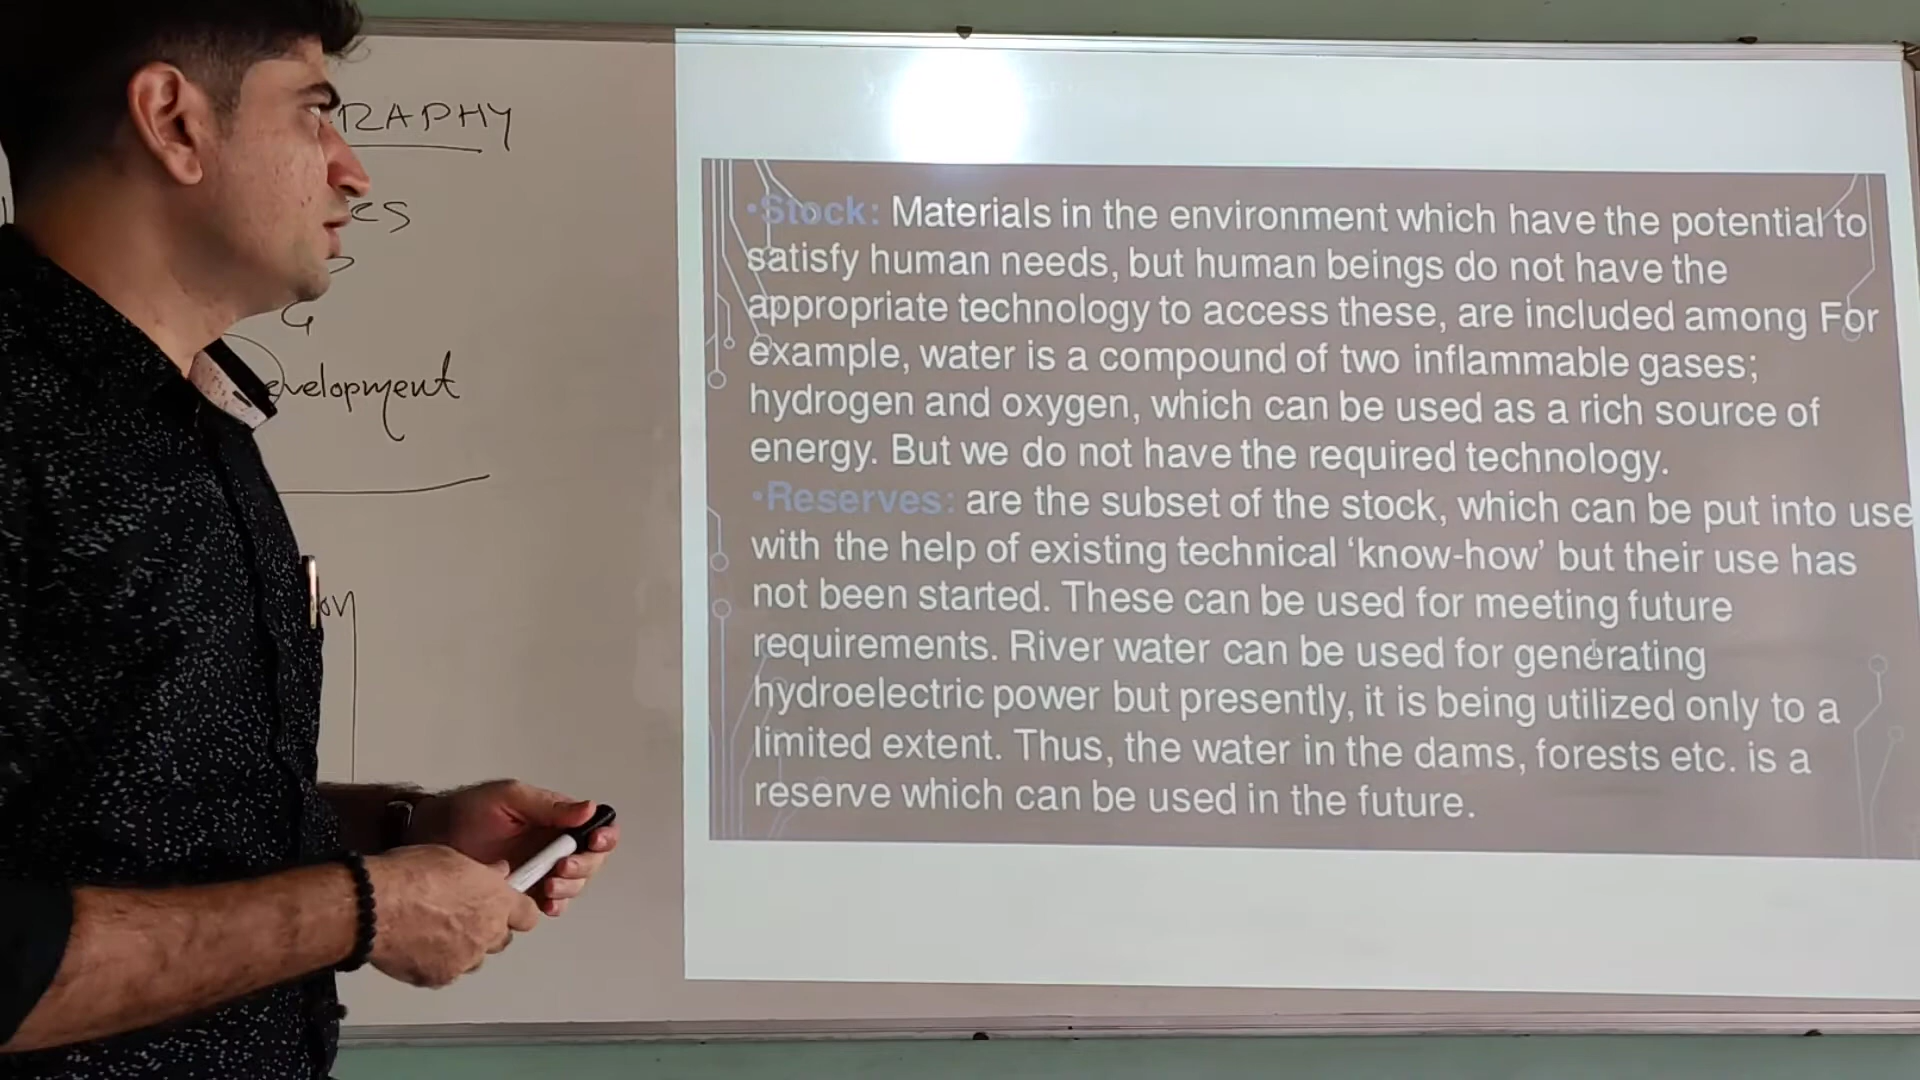 RAPHY
evelopment
•Stock: Materials in the environment which have the potential to
satisfy human needs, but human beings do not have the
appropriate technology to access these, are included among For
example, water is a compound of two inflammable gases;
hydrogen and oxygen, which can be used as a rich source of
energy. But we do not have the required technology.
•Reserves: are the subset of the stock, which can be put into use
with the help of existing technical ‘know-how’ but their use has
not been started. These can be used for meeting future
requirements. River water can be used for generating
hydroelectric power but presently, it is being utilized only to a
limited extent. Thus, the water in the dams, forests etc. is a
reserve which can be used in the future.